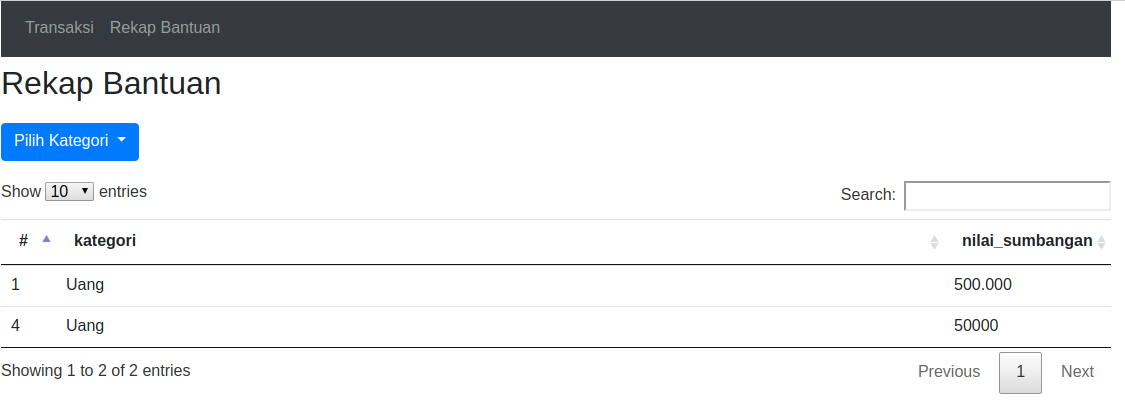 Transaksi Rekap Bantuan
Rekap Bantuan
Pilih Kategori
Show 10 entries
Search:
# kategori nilai_sumbangan
1 Uang 500.000
4 Uang 50000
Showing 1 to 2 of 2 entries
Previous 1 Next